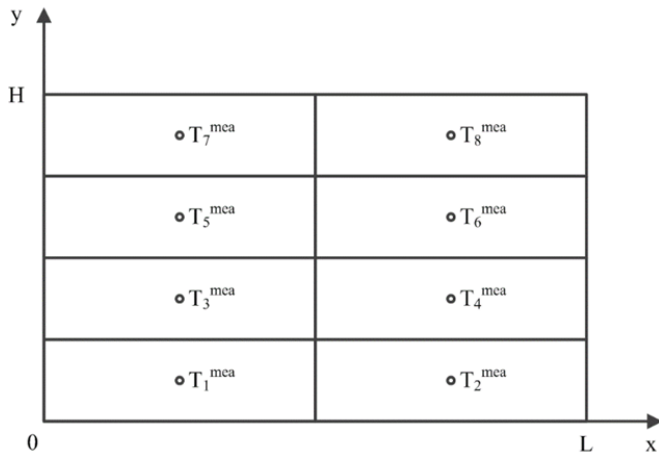 y
H
T₇ᵐᵉᵃ T₈ᵐᵉᵃ
T₅ᵐᵉᵃ T₆ᵐᵉᵃ
T₃ᵐᵉᵃ T₄ᵐᵉᵃ
T₁ᵐᵉᵃ T₂ᵐᵉᵃ
0 L x